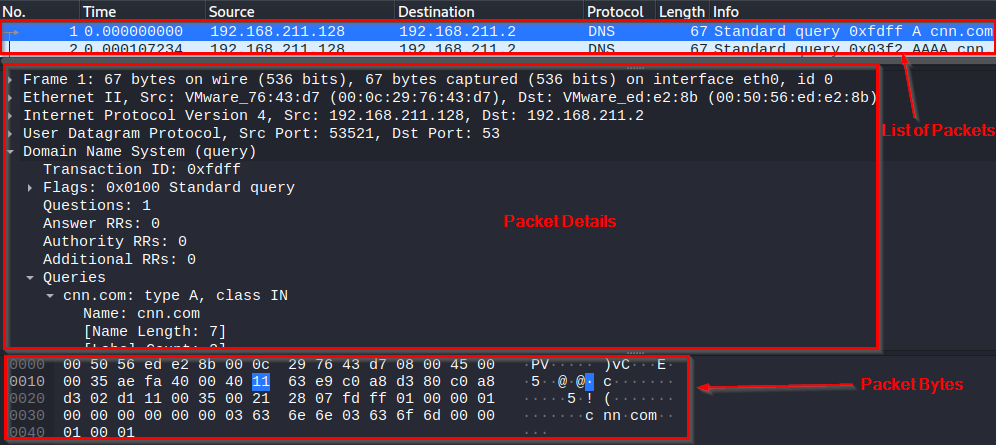 No. Time Source Destination Protocol Length Info
1 0.000000000 192.168.211.128 192.168.211.2 DNS 67 Standard query 0xfdff A cnn.com
2 0.000107234 192.168.211.128 192.168.211.2 DNS 67 Standard query 0x03f2 AAAA cnn
Frame 1: 67 bytes on wire (536 bits), 67 bytes captured (536 bits) on interface eth0, id 0
Ethernet II, Src: VMware_76:43:d7 (00:0c:29:76:43:d7), Dst: VMware_ed:e2:8b (00:50:56:ed:e2:8b)
Internet Protocol Version 4, Src: 192.168.211.128, Dst: 192.168.211.2
List of Packets
User Datagram Protocol, Src Port: 53521, Dst Port: 53
Domain Name System (query)
Transaction ID: 0xfdff
Flags: 0x0100 Standard query
Questions: 1
Answer RRs: 0
Packet Details
Authority RRs: 0
Additional RRs: 0
Queries
cnn.com: type A, class IN
Name: cnn.com
[Name Length: 7]
0000 00 50 56 ed e2 8b 00 0c 29 76 43 d7 08 00 45 00 ·PV·····)vC···E·
0010 00 35 ae fa 40 00 40 11 63 e9 c0 a8 d3 80 c0 a8 ·5··@·@·c·······
Packet Bytes
0020 d3 02 d1 11 00 35 00 21 28 07 fd ff 01 00 00 01 ·····5·!(·······
0030 00 00 00 00 00 00 03 63 6e 6e 03 63 6f 6d 00 00 ·······cnn·com··
0040 01 00 01 ···